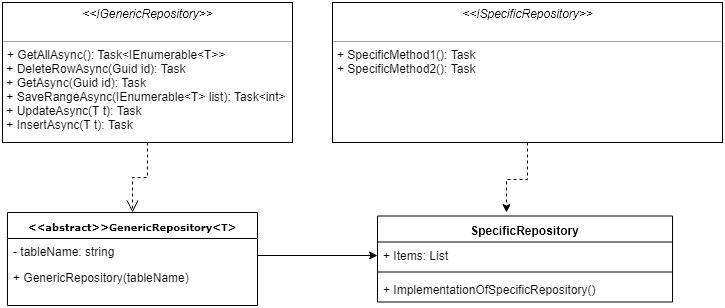 <<IGenericRepository>>
+ GetAllAsync(): Task<IEnumerable<T>>
+ DeleteRowAsync(Guid id): Task
+ GetAsync(Guid id): Task
+ SaveRangeAsync(IEnumerable<T> list): Task<int>
+ UpdateAsync(T t): Task
+ InsertAsync(T t): Task
<<ISpecificRepository>>
+ SpecificMethod1(): Task
+ SpecificMethod2(): Task
<<abstract>>GenericRepository<T>
- tableName: string
+ GenericRepository(tableName)
SpecificRepository
+ Items: List
+ ImplementationOfSpecificRepository()